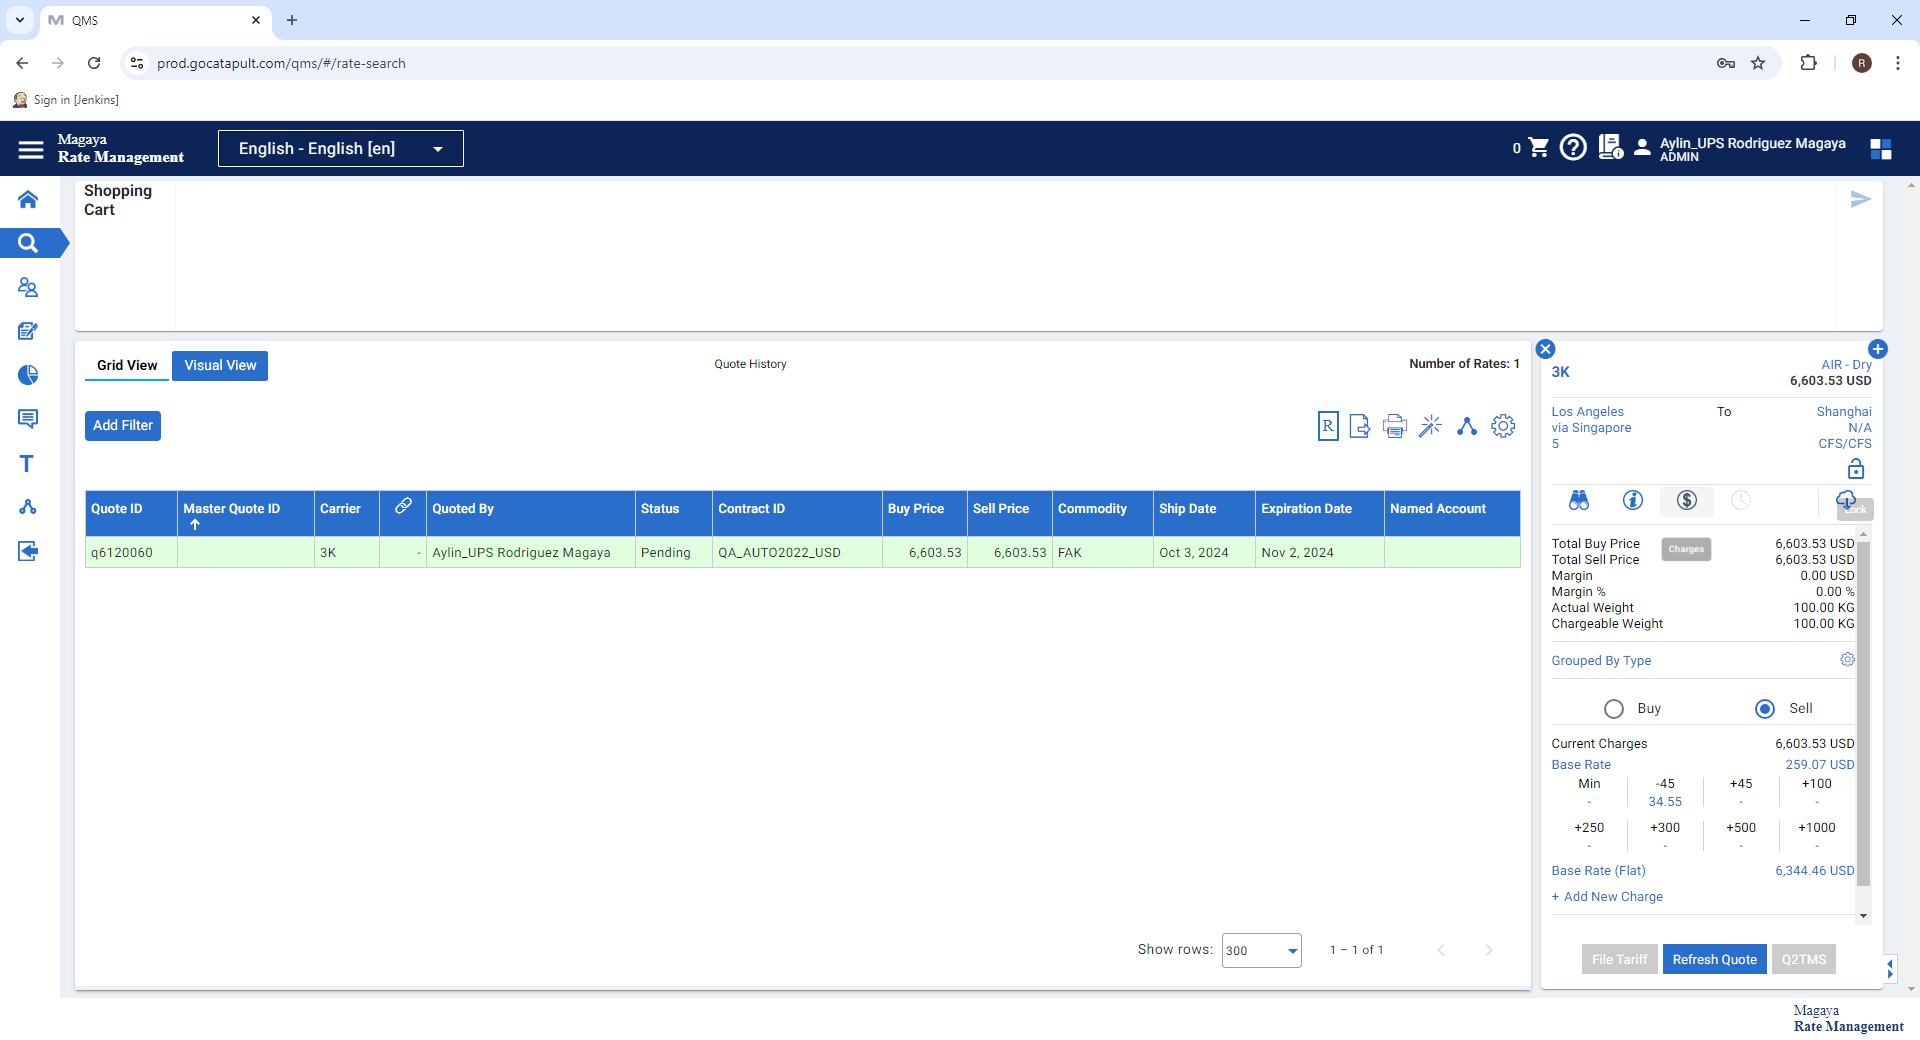 QMS
prod.gocatapult.com/qms/#/rate-search
R
Sign in [Jenkins]
Magaya
Rate Management
English - English [en]
0
Aylin_UPS Rodriguez Magaya
ADMIN
Shopping
Cart
Grid View
Visual View
Quote History
Number of Rates: 1
Add Filter
R
Quote ID
Master Quote ID
Carrier
Quoted By
Status
Contract ID
Buy Price
Sell Price
Commodity
Ship Date
Expiration Date
Named Account
q6120060
3K
-
Aylin_UPS Rodriguez Magaya
Pending
QA_AUTO2022_USD
6,603.53
6,603.53
FAK
Oct 3, 2024
Nov 2, 2024
Show rows:
300
1 – 1 of 1
3K
AIR - Dry
6,603.53 USD
Los Angeles
To
Shanghai
via Singapore
N/A
5
CFS/CFS
T
Total Buy Price
6,603.53 USD
Charges
Total Sell Price
6,603.53 USD
Margin
0.00 USD
Margin %
0.00 %
Actual Weight
100.00 KG
Chargeable Weight
100.00 KG
Grouped By Type
Buy
Sell
Current Charges
6,603.53 USD
Base Rate
259.07 USD
Min
-45
+45
+100
-
34.55
-
-
+250
+300
+500
+1000
-
-
-
-
Base Rate (Flat)
6,344.46 USD
+ Add New Charge
File Tariff
Refresh Quote
Q2TMS
Magaya
Rate Management